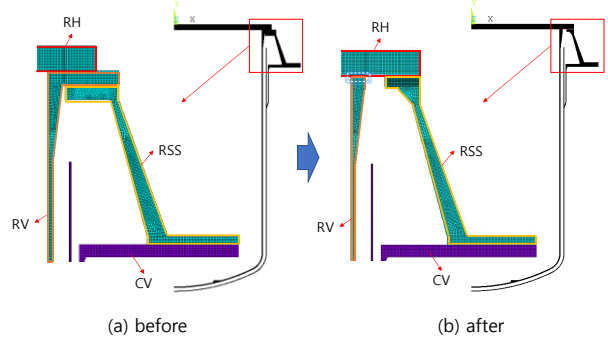 Y
X
RH
RSS
RV
CV
(a) before
Y
X
RH
RSS
RV
CV
(b) after